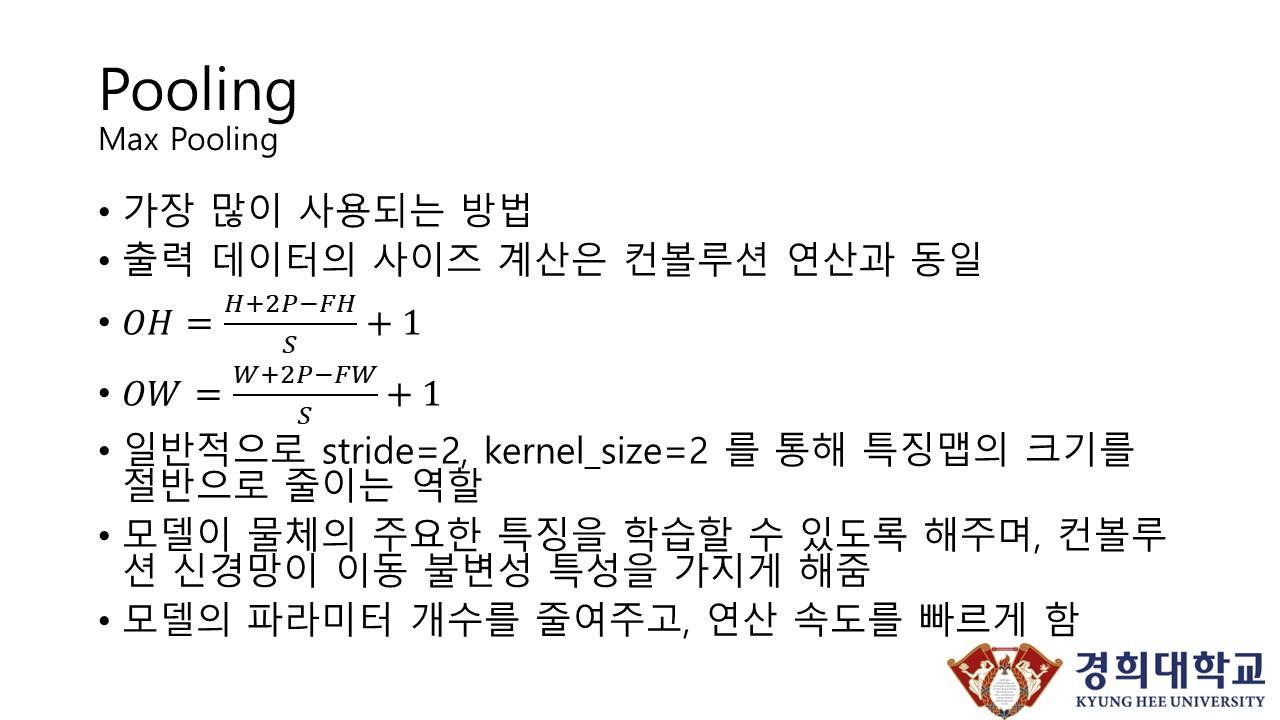 Pooling
Max Pooling
• 가장 많이 사용되는 방법
• 출력 데이터의 사이즈 계산은 컨볼루션 연산과 동일
• OH = \frac{H+2P-FH}{S} + 1
• OW = \frac{W+2P-FW}{S} + 1
• 일반적으로 stride=2, kernel_size=2 를 통해 특징맵의 크기를
절반으로 줄이는 역할
• 모델이 물체의 주요한 특징을 학습할 수 있도록 해주며, 컨볼루
션 신경망이 이동 불변성 특성을 가지게 해줌
• 모델의 파라미터 개수를 줄여주고, 연산 속도를 빠르게 함
경희대학교
KYUNG HEE UNIVERSITY